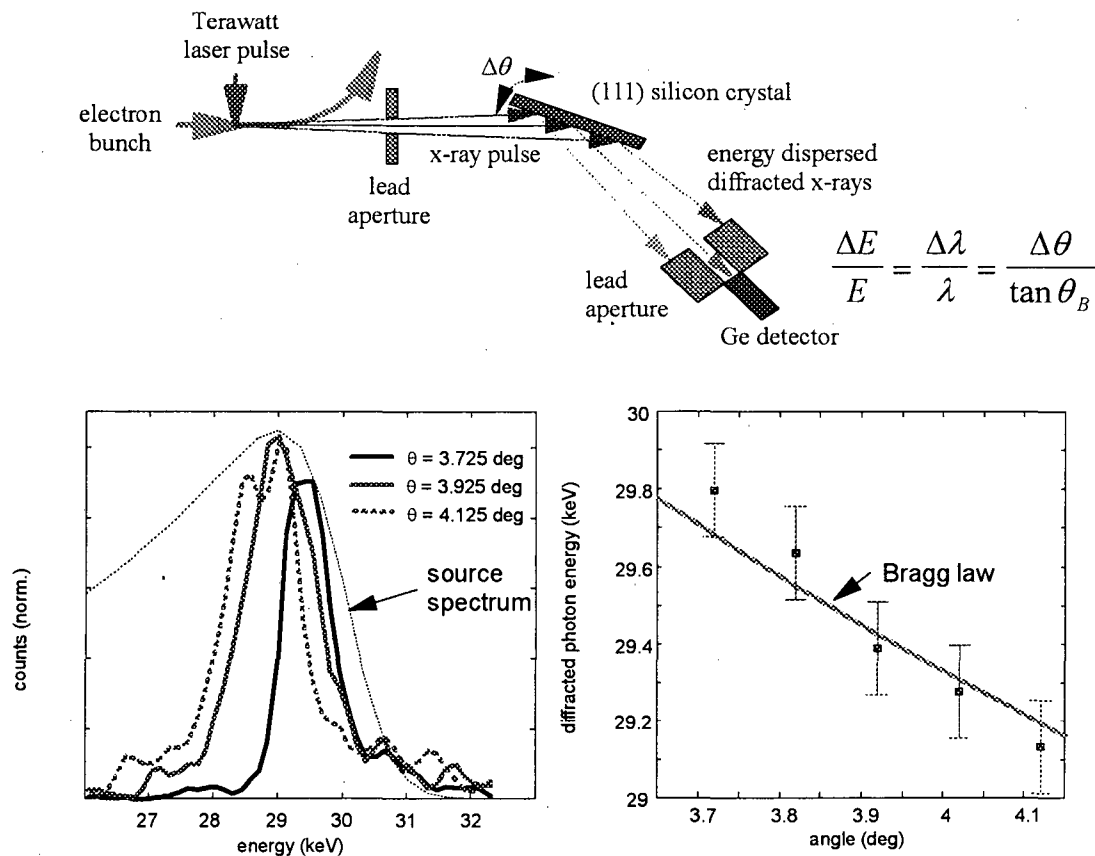 Terawatt
laser pulse
electron
bunch
Δθ
(111) silicon crystal
x-ray pulse
lead
aperture
energy dispersed
diffracted x-rays
lead
aperture
Ge detector
ΔE/E = Δλ/λ = Δθ/tan θ_B
counts (norm.)
θ = 3.725 deg
θ = 3.925 deg
θ = 4.125 deg
source
spectrum
27 28 29 30 31 32
energy (keV)
diffracted photon energy (keV)
30
29.8
29.6
29.4
29.2
29
Bragg law
3.7 3.8 3.9 4 4.1
angle (deg)